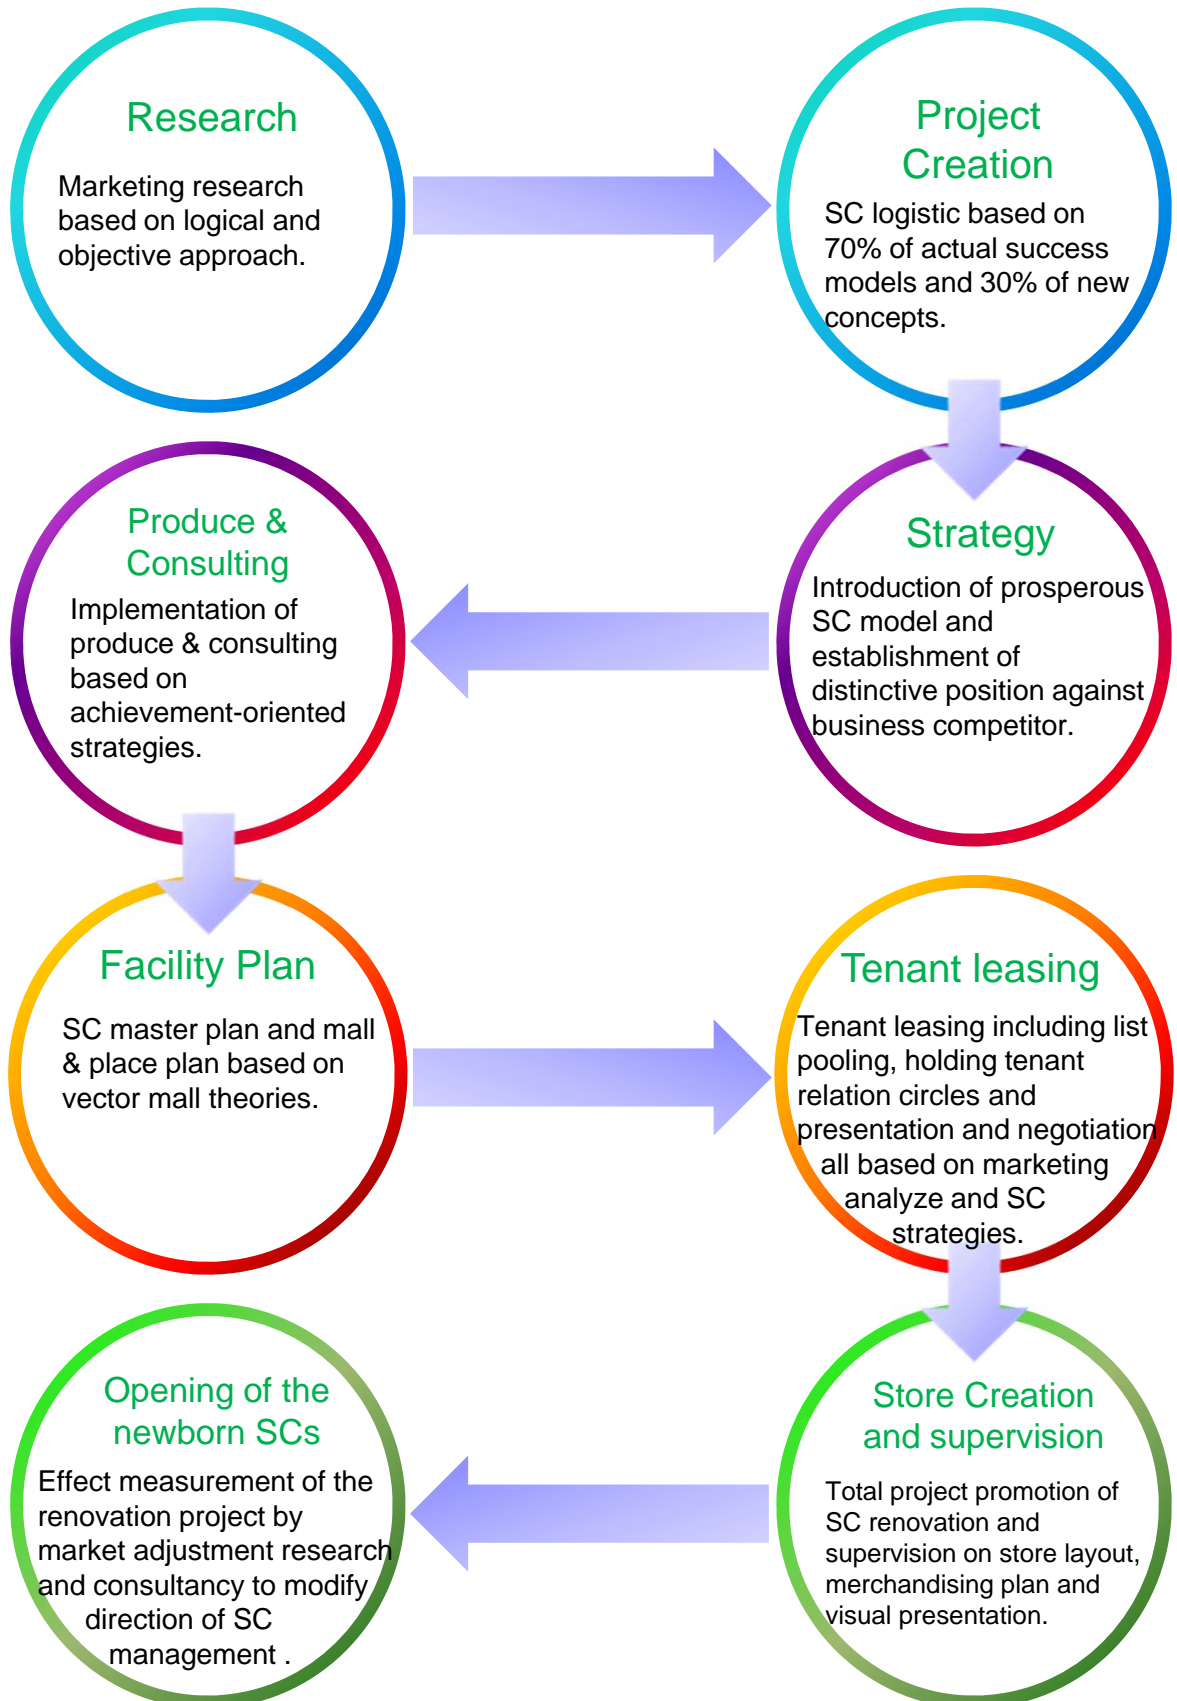 Research
Marketing research
based on logical and
objective approach.
Project
Creation
SC logistic based on
70% of actual success
models and 30% of new
concepts.
Strategy
Introduction of prosperous
SC model and
establishment of
distinctive position against
business competitor.
Produce &
Consulting
Implementation of
produce & consulting
based on
achievement-oriented
strategies.
Facility Plan
SC master plan and mall
& place plan based on
vector mall theories.
Tenant leasing
Tenant leasing including list
pooling, holding tenant
relation circles and
presentation and negotiation
all based on marketing
analyze and SC
strategies.
Store Creation
and supervision
Total project promotion of
SC renovation and
supervision on store layout,
merchandising plan and
visual presentation.
Opening of the
newborn SCs
Effect measurement of the
renovation project by
market adjustment research
and consultancy to modify
direction of SC
management .